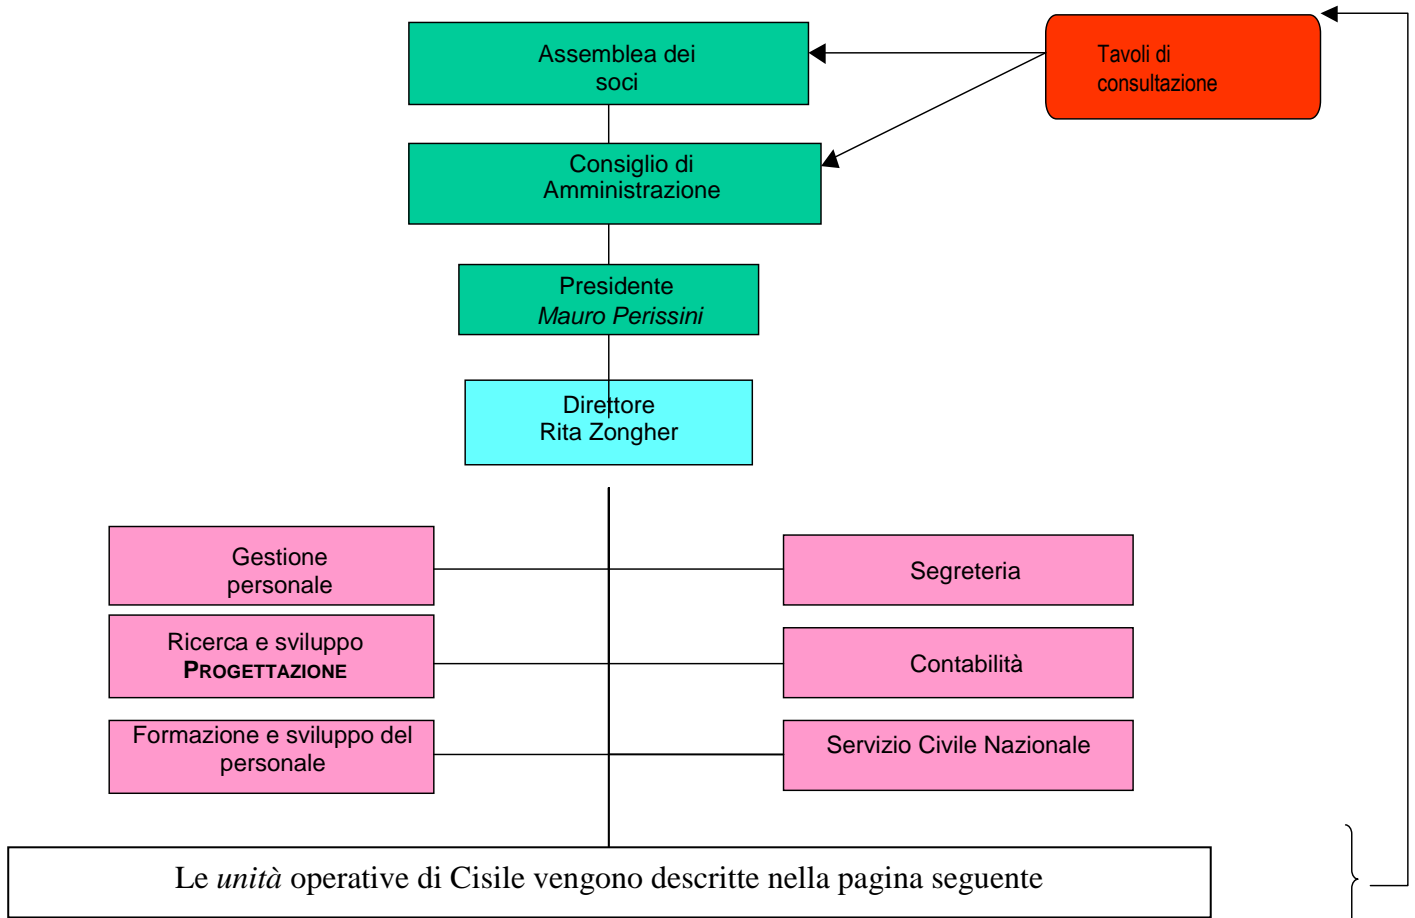 Assemblea dei
soci
Tavoli di
consultazione
Consiglio di
Amministrazione
Presidente
Mauro Perissini
Direttore
Rita Zongher
Gestione
personale
Segreteria
Ricerca e sviluppo
PROGETTAZIONE
Contabilità
Formazione e sviluppo del
personale
Servizio Civile Nazionale
Le unità operative di Cisile vengono descritte nella pagina seguente